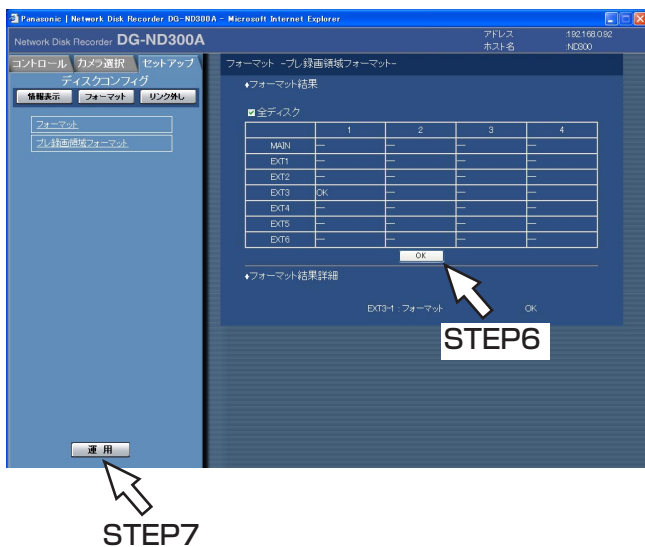 Panasonic | Network Disk Recorder DG-ND300A - Microsoft Internet Explorer
Network Disk Recorder DG-ND300A
アドレス :192.168.0.92
ホスト名 :ND300
コントロール カメラ選択 セットアップ
ディスクコンフィグ
情報表示 フォーマット リンク外し
フォーマット
プレ録画領域フォーマット
フォーマット -プレ録画領域フォーマット-
♦フォーマット結果
全ディスク
1 2 3 4
MAIN — — — —
EXT1 — — — —
EXT2 — — — —
EXT3 OK — — —
EXT4 — — — —
EXT5 — — — —
EXT6 — — — —
OK
♦フォーマット結果詳細
EXT3-1 : フォーマット OK
STEP6
運用
STEP7